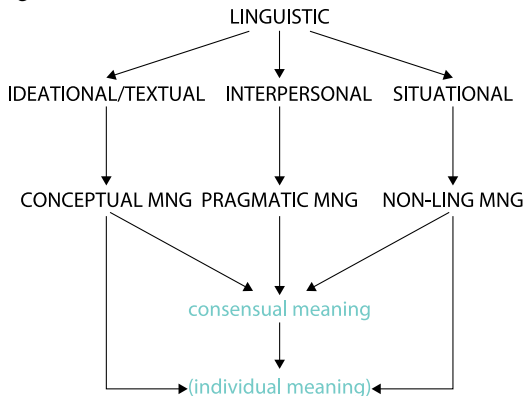 LINGUISTIC
IDEATIONAL/TEXTUAL INTERPERSONAL SITUATIONAL
CONCEPTUAL MNG PRAGMATIC MNG NON-LING MNG
consensual meaning
(individual meaning)